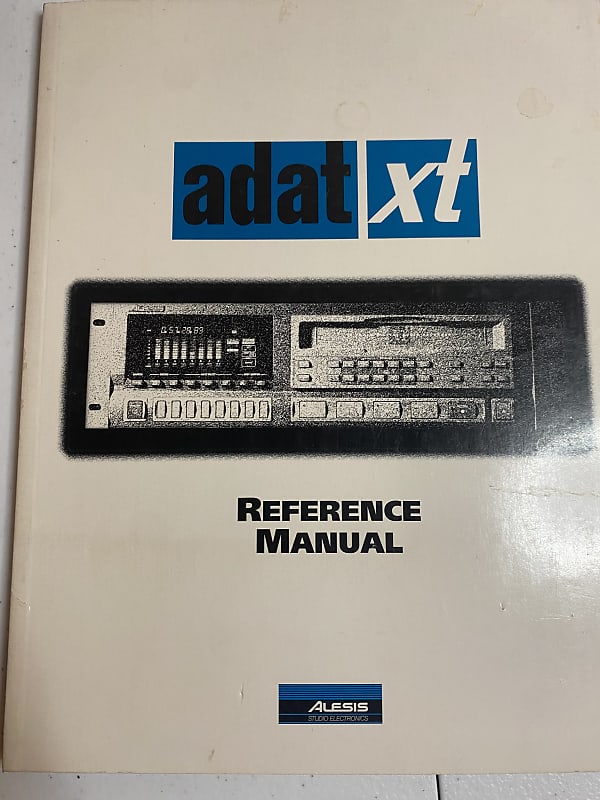 adat xt
REFERENCE
MANUAL
ALESIS
STUDIO ELECTRONICS